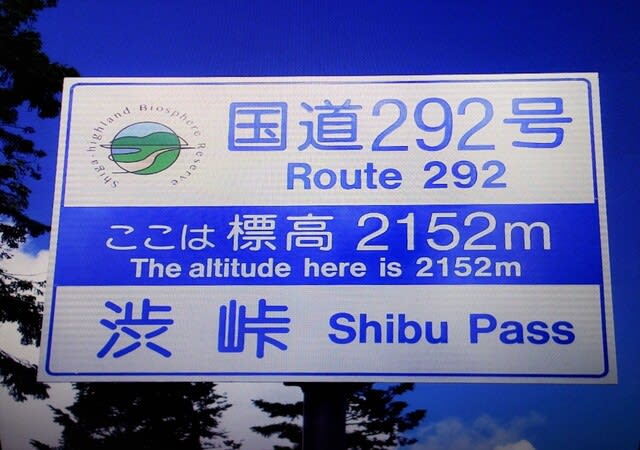 Shiga-highland Biosphere Reserve
国道292号
Route 292
ここは 標高 2152m
The altitude here is 2152m
渋 峠 Shibu Pass